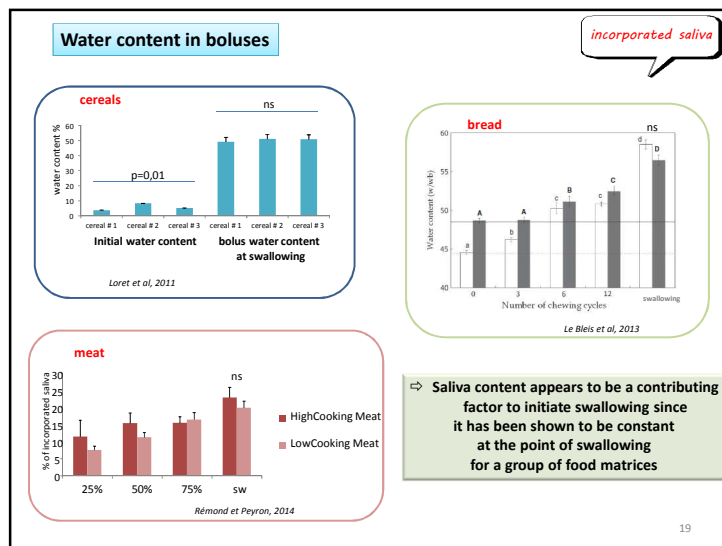 Water content in boluses
incorporated saliva
cereals
ns
60
50
40
30
20
10
0
water content %
p=0,01
cereal # 1 cereal # 2 cereal # 3 cereal # 1 cereal # 2 cereal # 3
Initial water content
bolus water content
at swallowing
Loret et al, 2011
bread
ns
60
55
50
45
40
Water content (w/wb)
a A b A c B c C d D
0 3 6 12 swallowing
Number of chewing cycles
Le Bleis et al, 2013
meat
ns
30
25
20
15
10
5
0
% of incorporated saliva
HighCooking Meat
LowCooking Meat
25% 50% 75% sw
Rémond et Peyron, 2014
⇨ Saliva content appears to be a contributing
factor to initiate swallowing since
it has been shown to be constant
at the point of swallowing
for a group of food matrices
19